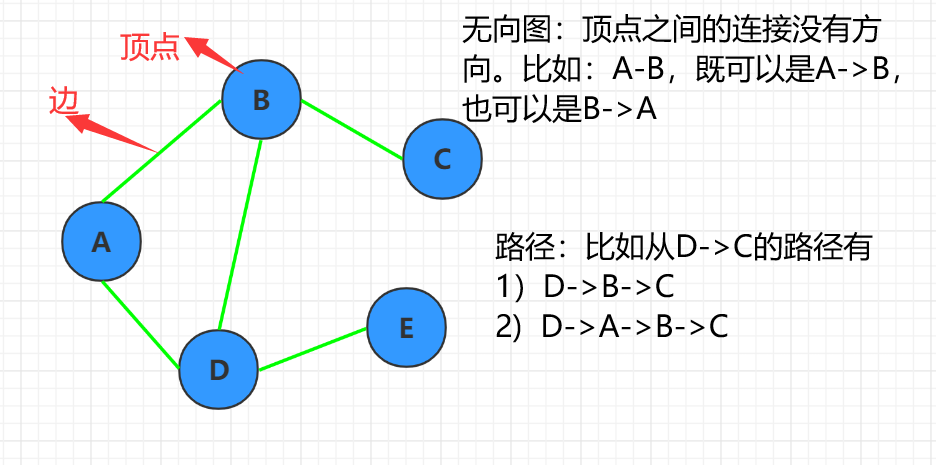 顶点
边
B
C
A
D
E
无向图：顶点之间的连接没有方
向。比如：A-B，既可以是A->B，
也可以是B->A
路径：比如从D->C的路径有
1）D->B->C
2）D->A->B->C